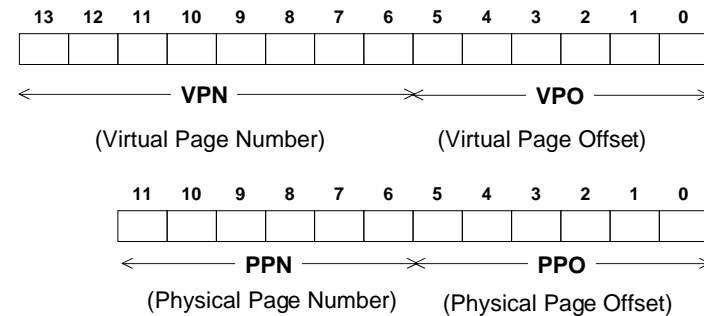 13 12 11 10 9 8 7 6 5 4 3 2 1 0
VPN VPO
(Virtual Page Number) (Virtual Page Offset)
11 10 9 8 7 6 5 4 3 2 1 0
PPN PPO
(Physical Page Number) (Physical Page Offset)